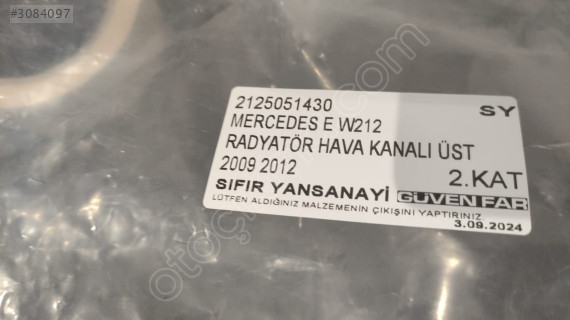 #3084097
2125051430 SY
MERCEDES E W212
RADYATÖR HAVA KANALI ÜST
2009 2012 2.KAT
SIFIR YANSANAYİ GÜVEN FAR
LÜTFEN ALDIĞINIZ MALZEMENİN ÇIKIŞINI YAPTIRINIZ
3.09.2024